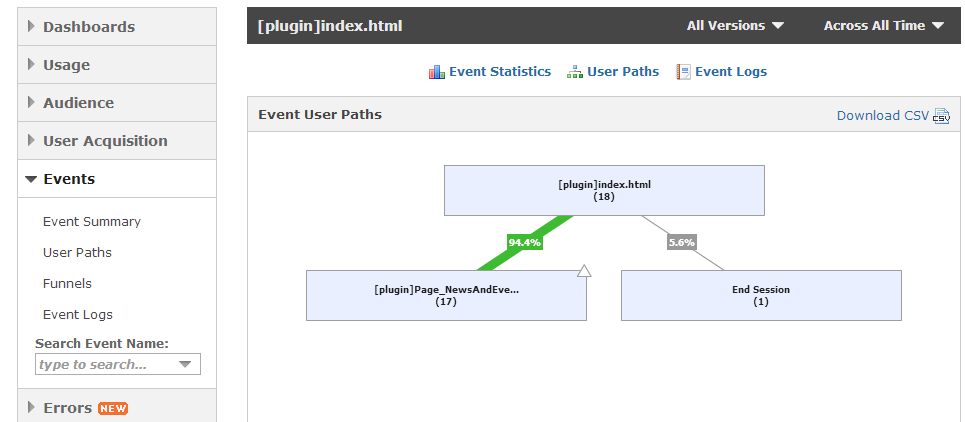 Dashboards
Usage
Audience
User Acquisition
Events
Event Summary
User Paths
Funnels
Event Logs
Search Event Name:
type to search...
Errors NEW
[plugin]index.html All Versions Across All Time
Event Statistics User Paths Event Logs
Event User Paths Download CSV CSV
[plugin]index.html
(18)
94.4% 5.6%
[plugin]Page_NewsAndEve...
(17)
End Session
(1)